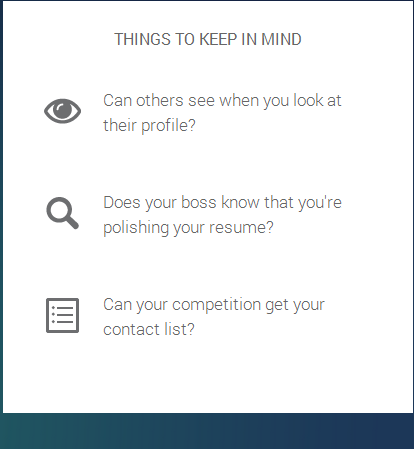 THINGS TO KEEP IN MIND
Can others see when you look at
their profile?
Does your boss know that you're
polishing your resume?
Can your competition get your
contact list?